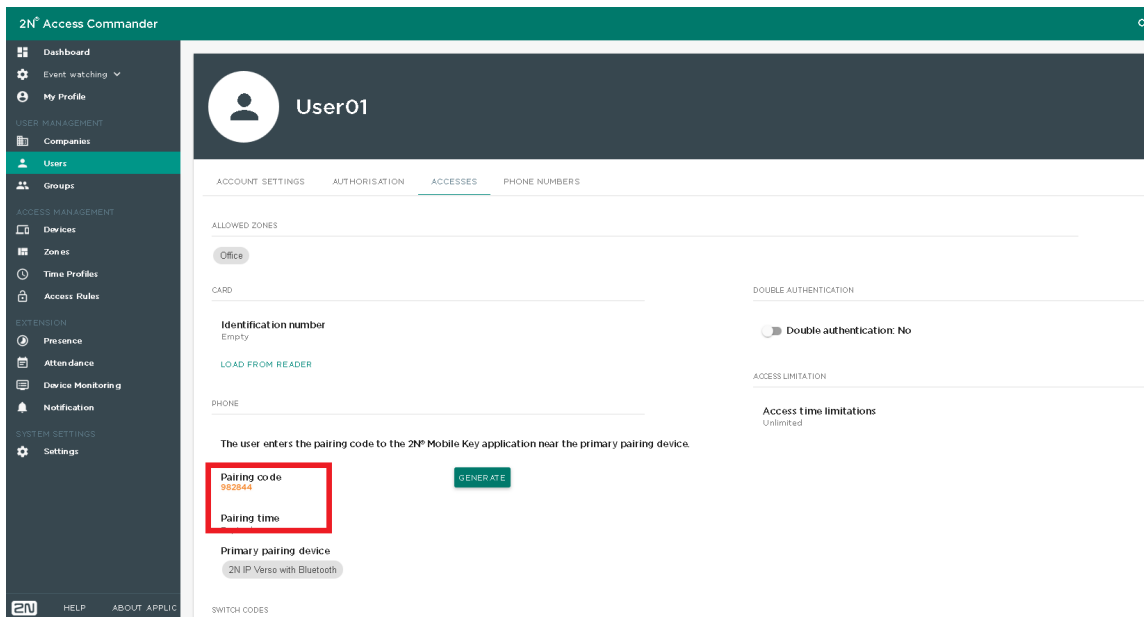 2N® Access Commander
Dashboard
Event watching
My Profile
USER MANAGEMENT
Companies
Users
Groups
ACCESS MANAGEMENT
Devices
Zones
Time Profiles
Access Rules
EXTENSION
Presence
Attendance
Device Monitoring
Notification
SYSTEM SETTINGS
Settings
2N HELP ABOUT APPLIC
User01
ACCOUNT SETTINGS AUTHORISATION ACCESSES PHONE NUMBERS
ALLOWED ZONES
Office
CARD
Identification number
Empty
LOAD FROM READER
PHONE
The user enters the pairing code to the 2N® Mobile Key application near the primary pairing device.
Pairing code
982844
GENERATE
Pairing time
Primary pairing device
2N IP Verso with Bluetooth
SWITCH CODES
DOUBLE AUTHENTICATION
Double authentication: No
ACCESS LIMITATION
Access time limitations
Unlimited